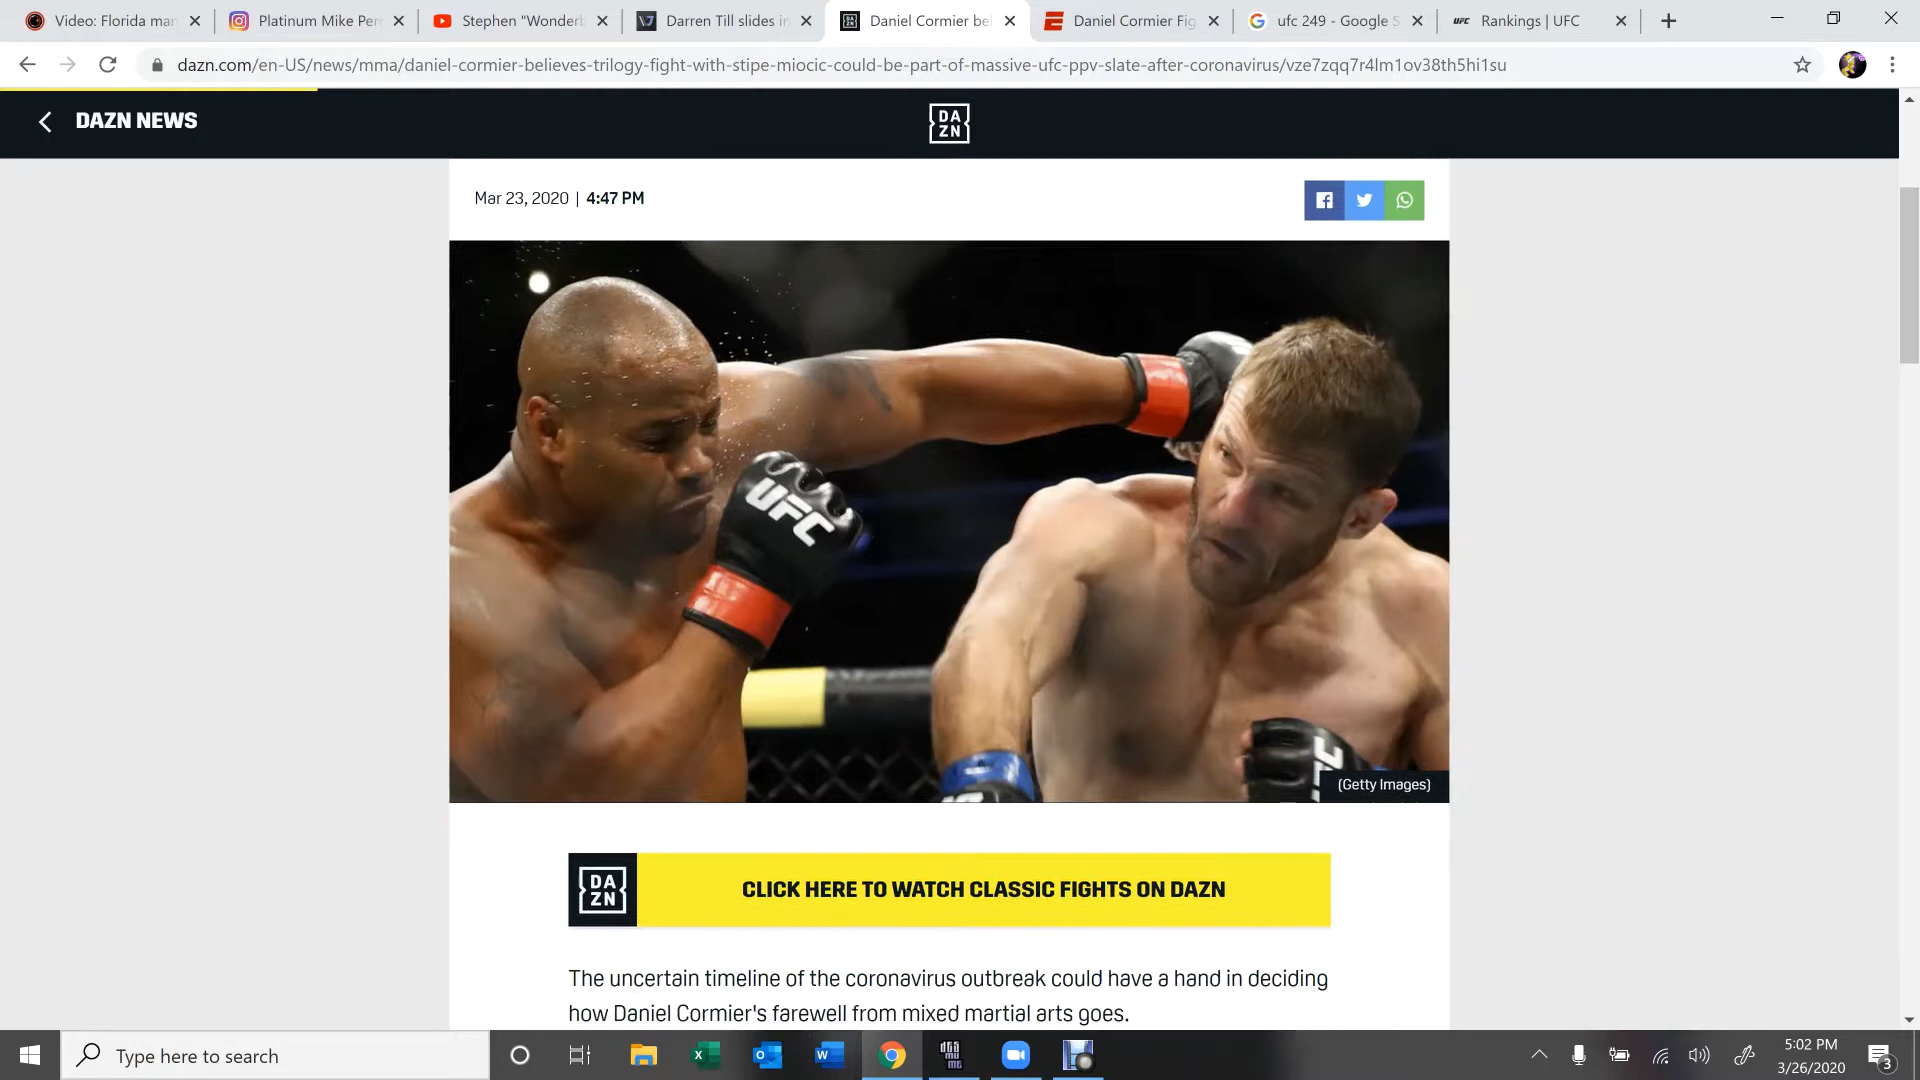 Video: Florida man
Platinum Mike Per
Stephen "Wonderb
Darren Till slides in
Daniel Cormier bel
Daniel Cormier Fig
ufc 249 - Google S
UFC Rankings | UFC
dazn.com/en-US/news/mma/daniel-cormier-believes-trilogy-fight-with-stipe-miocic-could-be-part-of-massive-ufc-ppv-slate-after-coronavirus/vze7zqq7r4lm1ov38th5hi1su
DAZN NEWS
DA
ZN
Mar 23, 2020 | 4:47 PM
UFC
(Getty Images)
DA
ZN
CLICK HERE TO WATCH CLASSIC FIGHTS ON DAZN
The uncertain timeline of the coronavirus outbreak could have a hand in deciding
how Daniel Cormier's farewell from mixed martial arts goes.
Type here to search
5:02 PM
3/26/2020
3